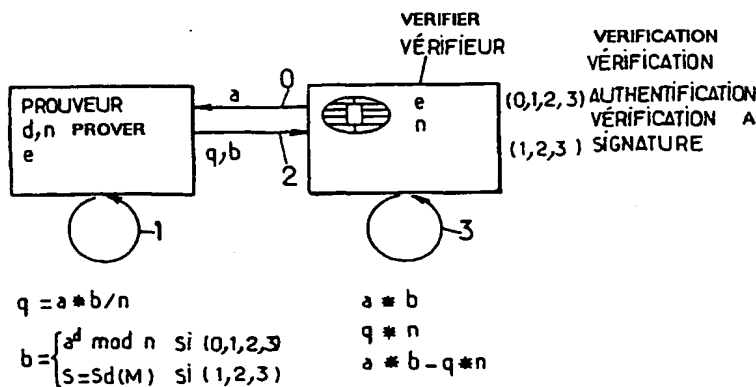 VERIFIER
VÉRIFIEUR
VERIFICATION
VÉRIFICATION
a
0
PROUVEUR
d,n PROVER
e
q,b
2
e
n
(0,1,2,3) AUTHENTIFICATION
VÉRIFICATION A
(1,2,3) SIGNATURE
1
3
q = a * b/n
b = { a^d mod n si (0,1,2,3)
S = Sd(M) si (1,2,3)
a * b
q * n
a * b - q * n